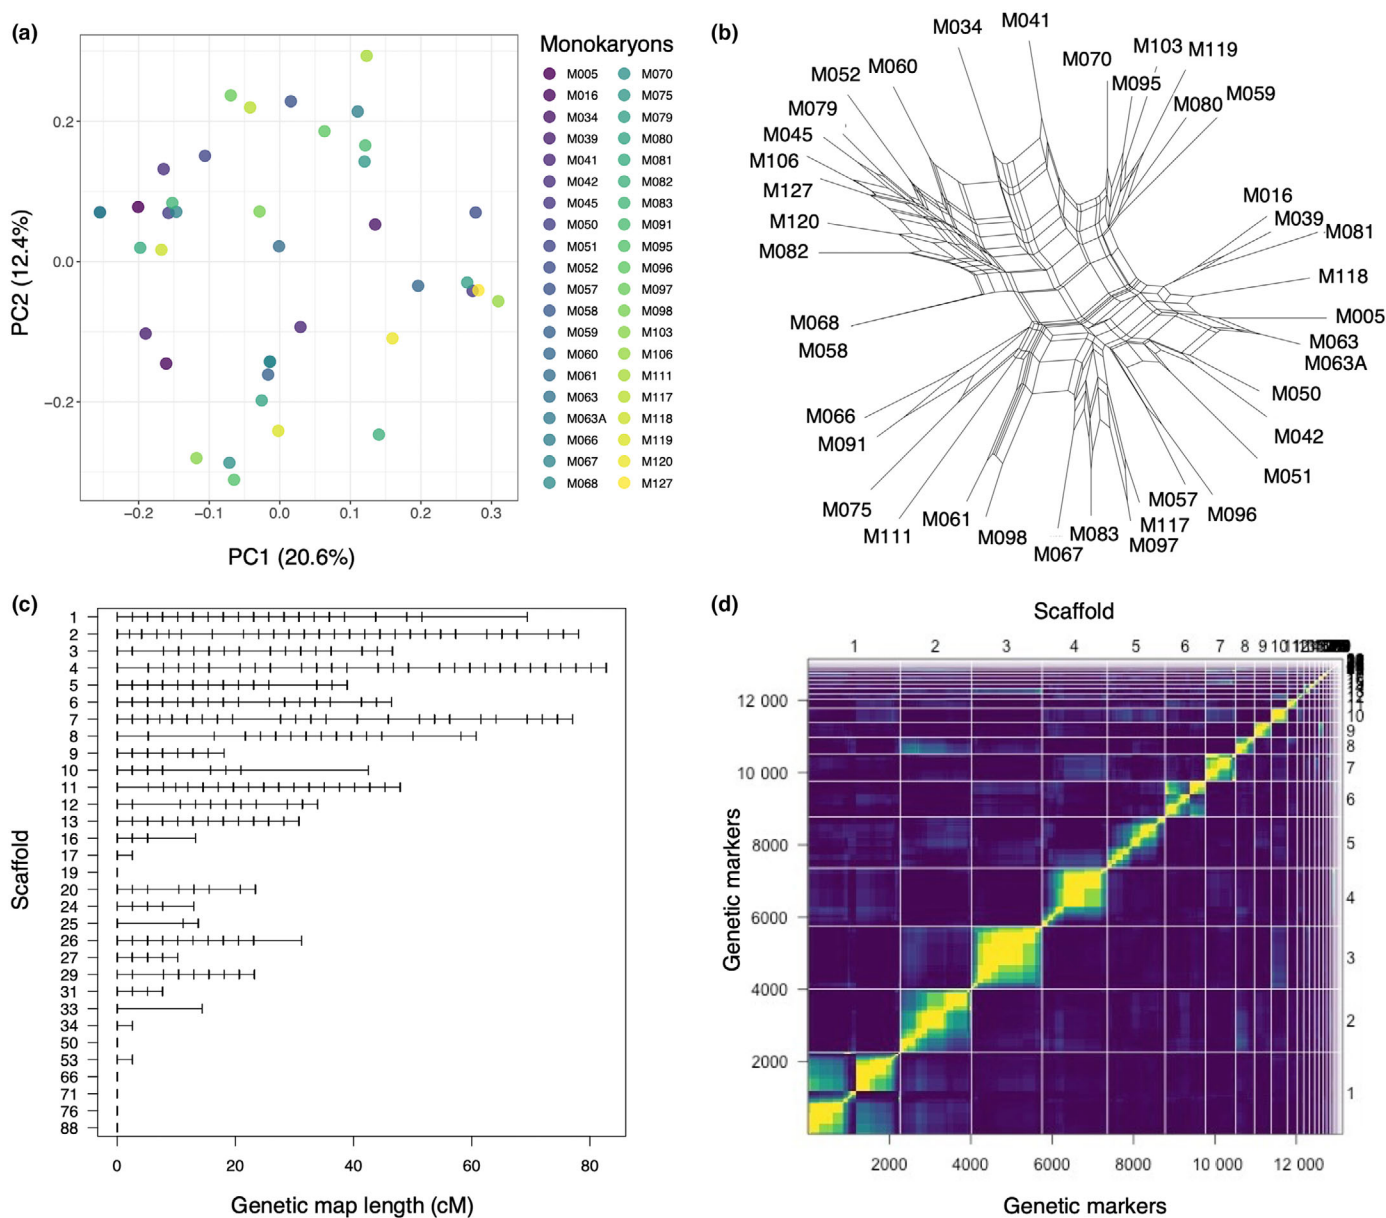 (a)
Monokaryons
M005 M070
M016 M075
M034 M079
M039 M080
M041 M081
M042 M082
M045 M083
M050 M091
M051 M095
M052 M096
M057 M097
M058 M098
M059 M103
M060 M106
M061 M111
M063 M117
M063A M118
M066 M119
M067 M120
M068 M127
0.2
0.0
−0.2
PC2 (12.4%)
−0.2 −0.1 0.0 0.1 0.2 0.3
PC1 (20.6%)
(b)
M034
M041
M070
M103
M119
M095
M080
M059
M052
M060
M079
M045
M106
M127
M120
M082
M068
M058
M016
M039
M081
M118
M005
M063
M063A
M050
M042
M051
M066
M091
M075
M111
M061
M098
M067
M083
M097
M117
M057
M096
(c)
Scaffold
1
2
3
4
5
6
7
8
9
10
11
12
13
16
17
19
20
24
25
26
27
29
31
33
34
50
53
66
71
76
88
0 20 40 60 80
Genetic map length (cM)
(d)
Scaffold
1 2 3 4 5 6 7 8 9 10 11
12 000
10 000
8000
6000
4000
2000
Genetic markers
10
9
8
7
6
5
4
3
2
1
2000 4000 6000 8000 10 000 12 000
Genetic markers